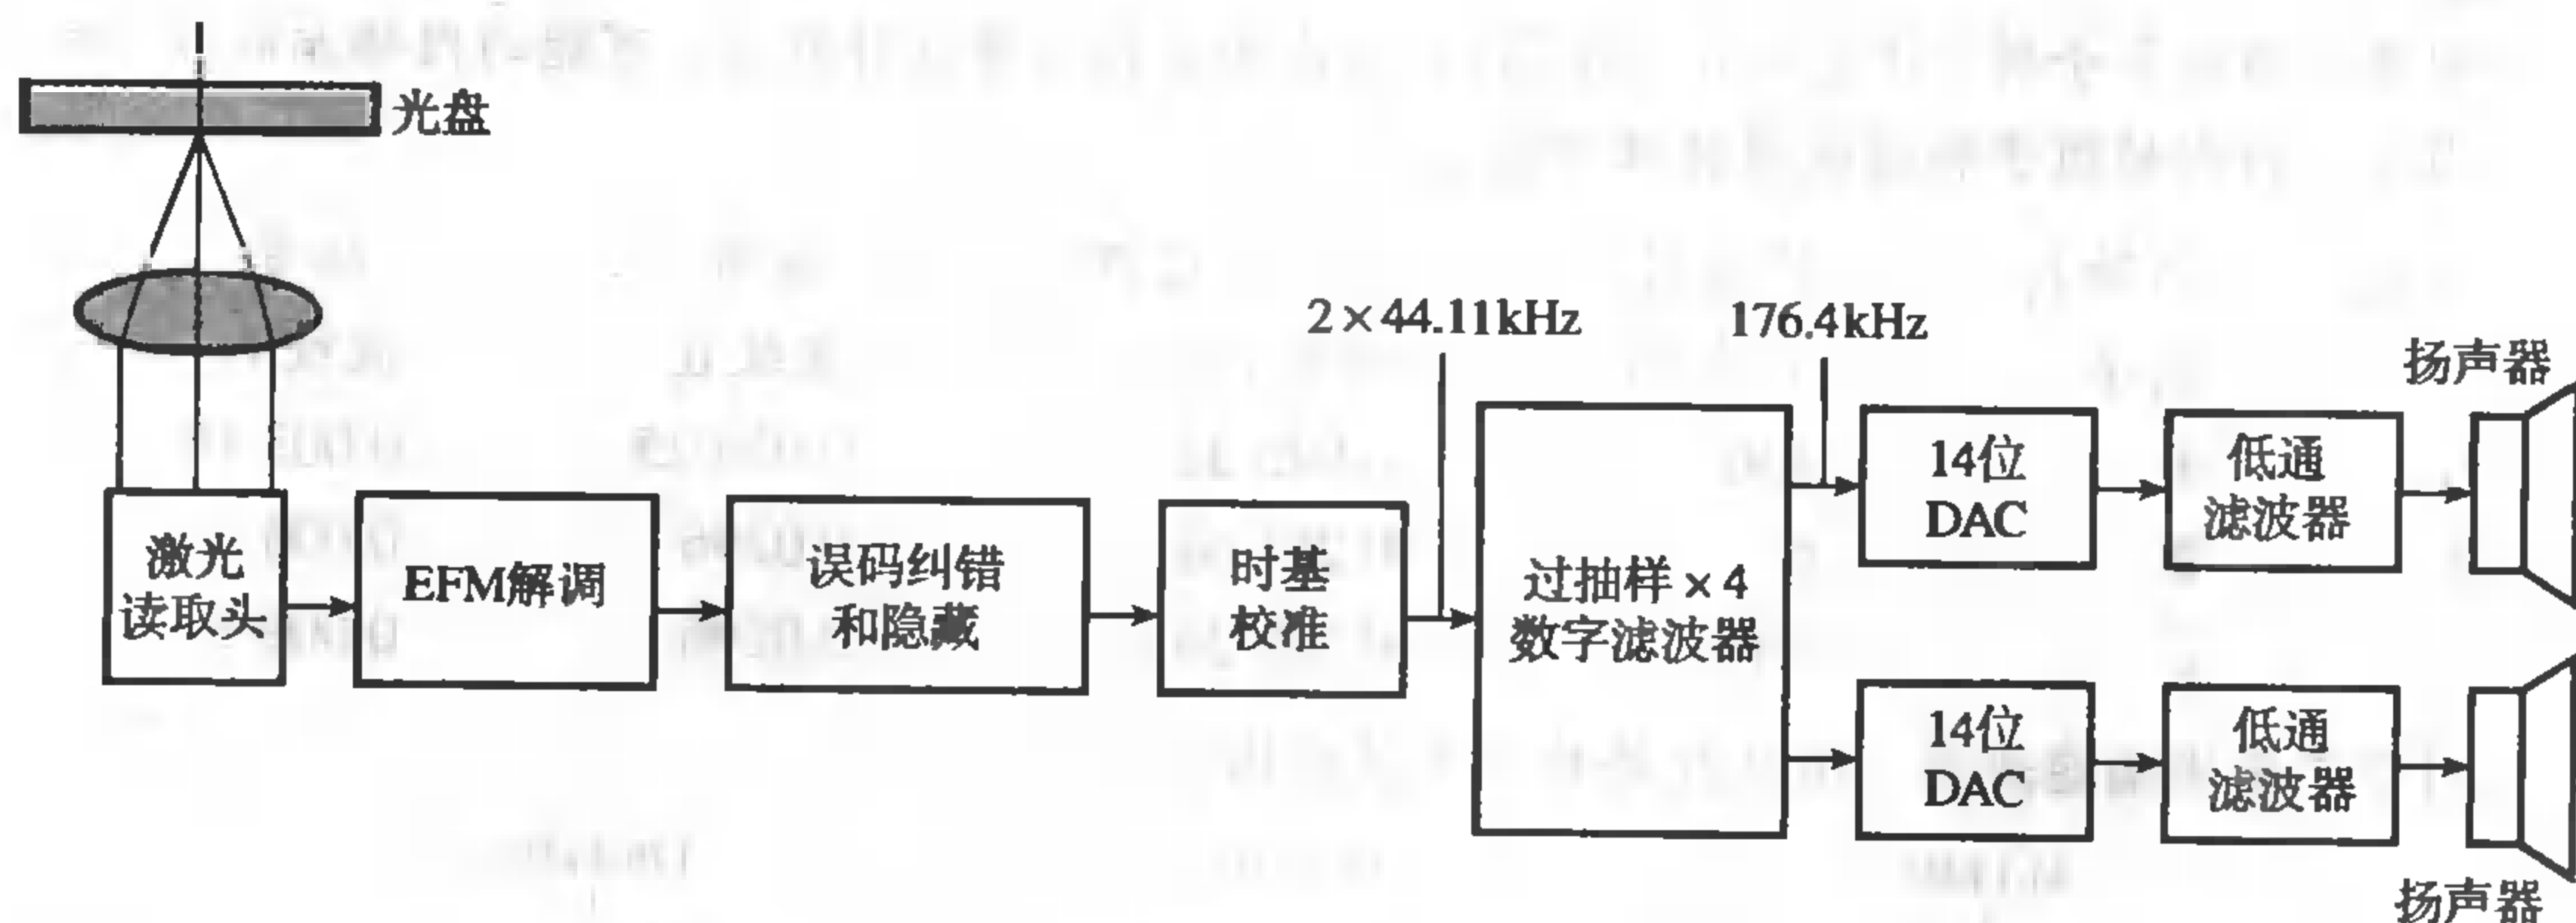 光盘
2×44.11kHz
176.4kHz
扬声器
激光
读取头
EFM解调
误码纠错
和隐藏
时基
校准
过抽样×4
数字滤波器
14位
DAC
低通
滤波器
14位
DAC
低通
滤波器
扬声器